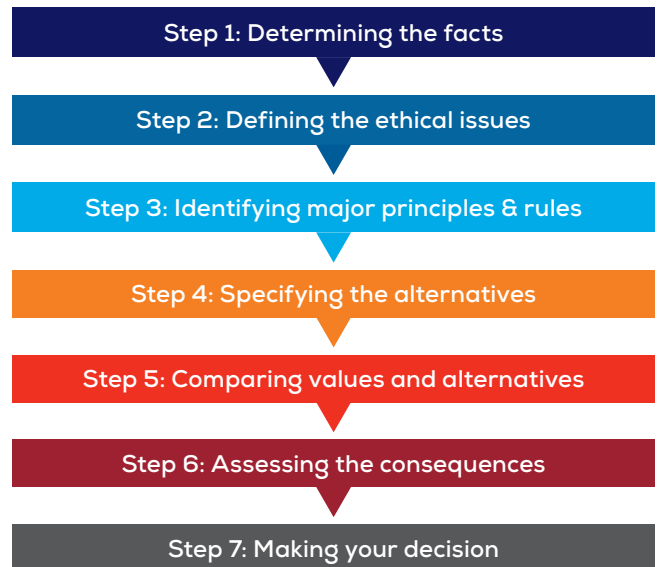 Step 1: Determining the facts
Step 2: Defining the ethical issues
Step 3: Identifying major principles & rules
Step 4: Specifying the alternatives
Step 5: Comparing values and alternatives
Step 6: Assessing the consequences
Step 7: Making your decision